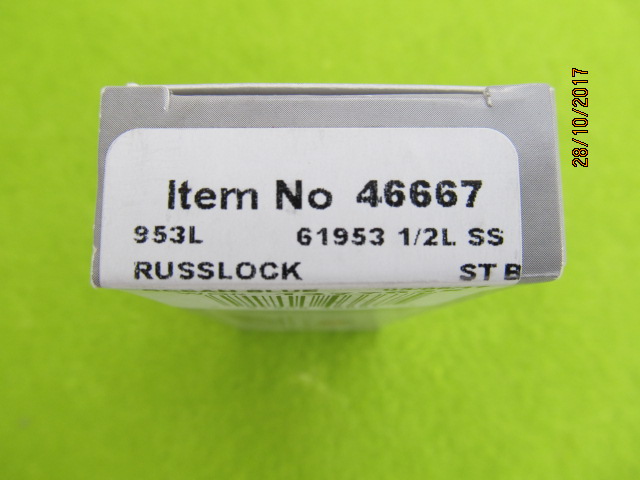 Item No 46667
953L 61953 1/2L SS
RUSSLOCK ST B
28/10/2017